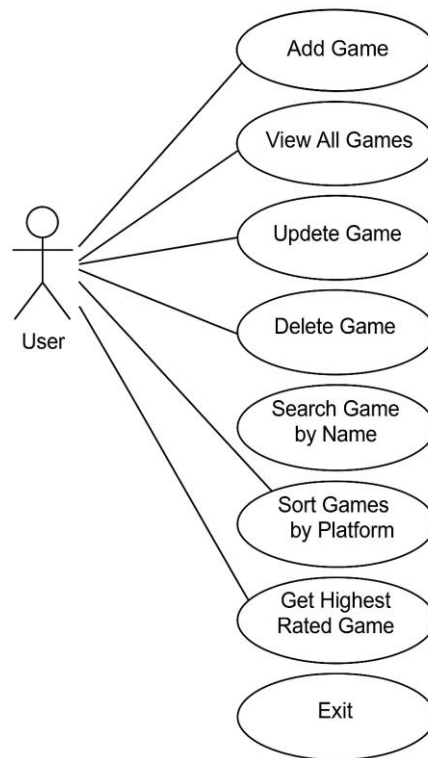 Add Game
View All Games
Updete Game
Delete Game
User
Search Game
by Name
Sort Games
by Platform
Get Highest
Rated Game
Exit